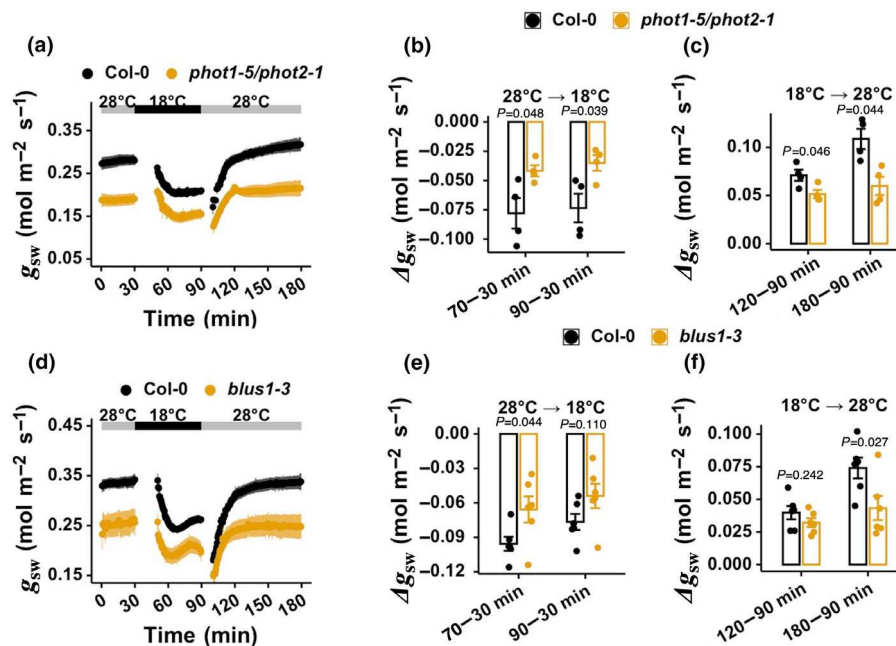 (a)
Col-0 phot1-5/phot2-1
28°C 18°C 28°C
0.35
0.25
0.15
0.05
gsw (mol m−2 s−1)
0 30 60 90 120 150 180
Time (min)
Col-0 phot1-5/phot2-1
(b)
28°C → 18°C
P=0.048 P=0.039
0.000
−0.025
−0.050
−0.075
−0.100
Δgsw (mol m−2 s−1)
70−30 min 90−30 min
(c)
18°C → 28°C
P=0.044
P=0.046
0.10
0.05
0.00
Δgsw (mol m−2 s−1)
120−90 min 180−90 min
(d)
Col-0 blus1-3
28°C 18°C 28°C
0.45
0.35
0.25
0.15
gsw (mol m−2 s−1)
0 30 60 90 120 150 180
Time (min)
Col-0 blus1-3
(e)
28°C → 18°C
P=0.044 P=0.110
0.00
−0.03
−0.06
−0.09
−0.12
Δgsw (mol m−2 s−1)
70−30 min 90−30 min
(f)
18°C → 28°C
P=0.027
P=0.242
0.100
0.075
0.050
0.025
0.000
Δgsw (mol m−2 s−1)
120−90 min 180−90 min